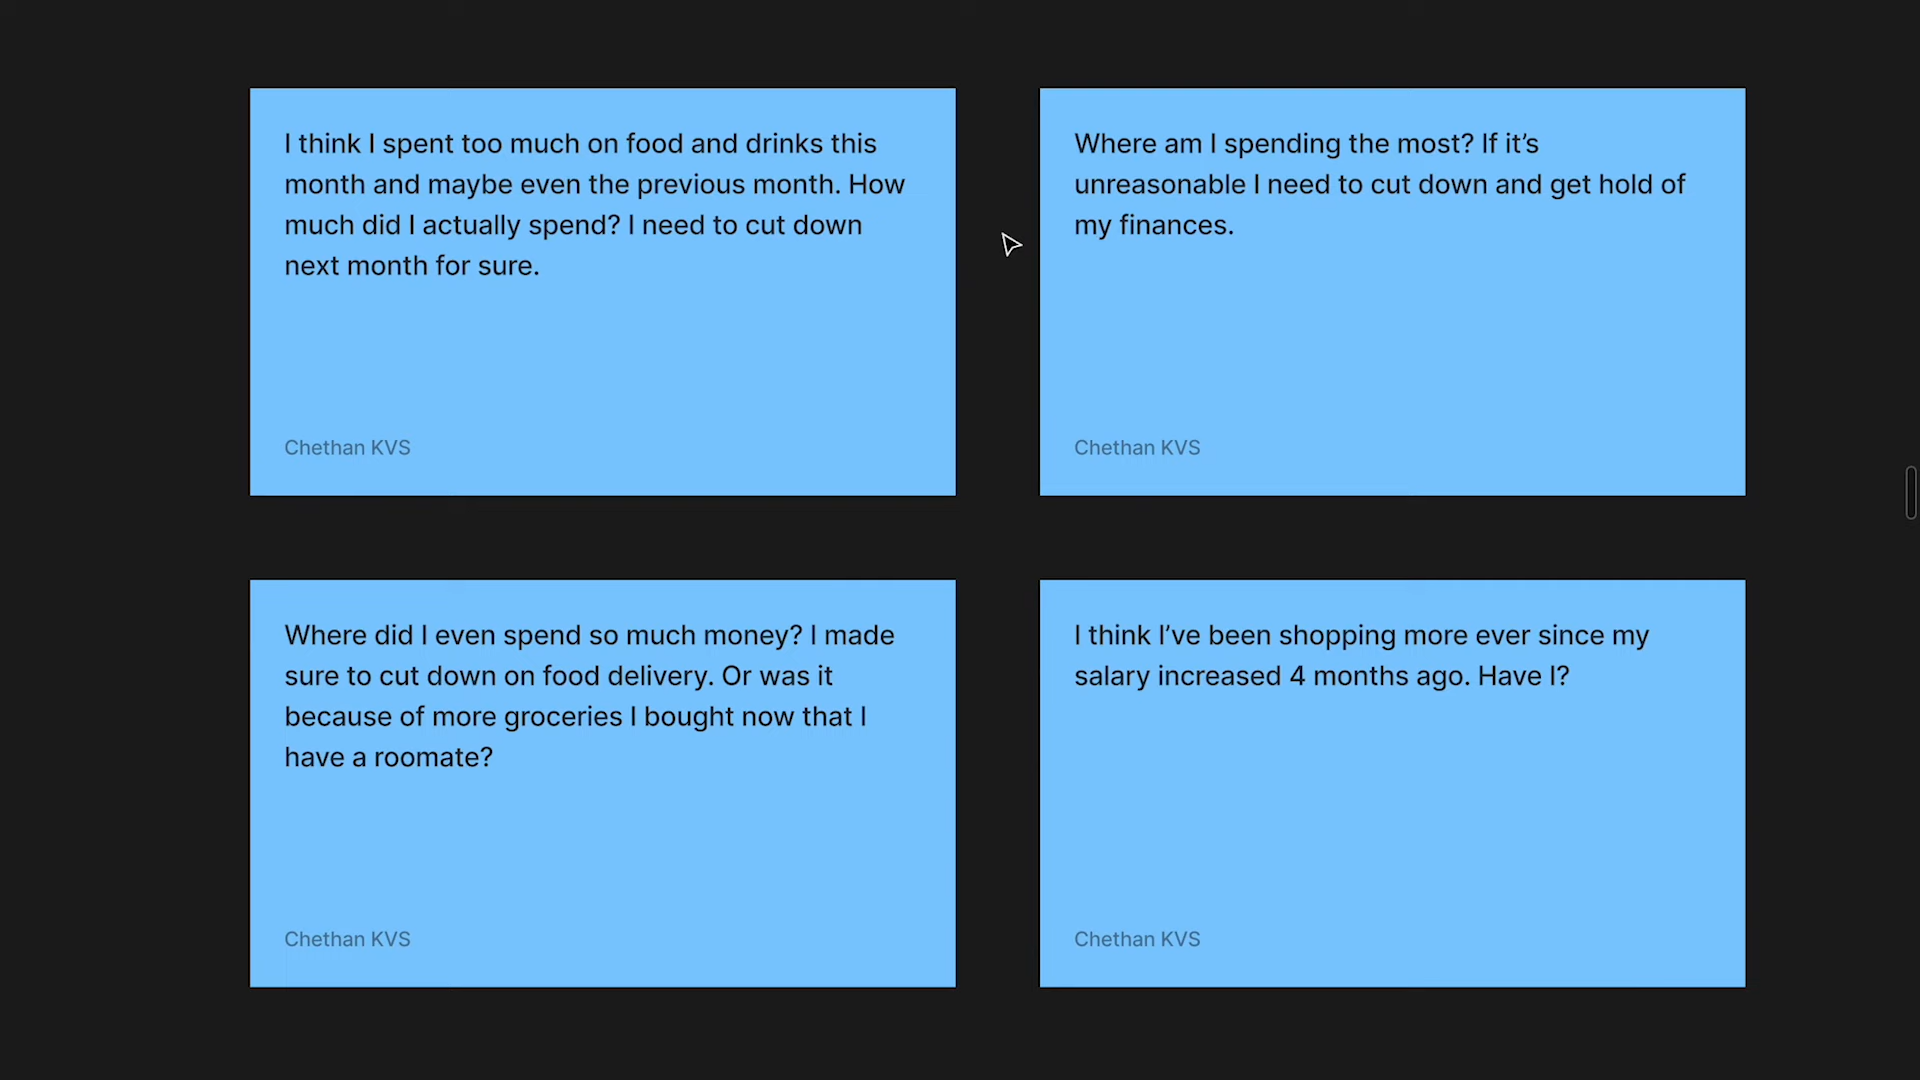 I think I spent too much on food and drinks this
month and maybe even the previous month. How
much did I actually spend? I need to cut down
next month for sure.
Chethan KVS
Where am I spending the most? If it’s
unreasonable I need to cut down and get hold of
my finances.
Chethan KVS
Where did I even spend so much money? I made
sure to cut down on food delivery. Or was it
because of more groceries I bought now that I
have a roomate?
Chethan KVS
I think I’ve been shopping more ever since my
salary increased 4 months ago. Have I?
Chethan KVS